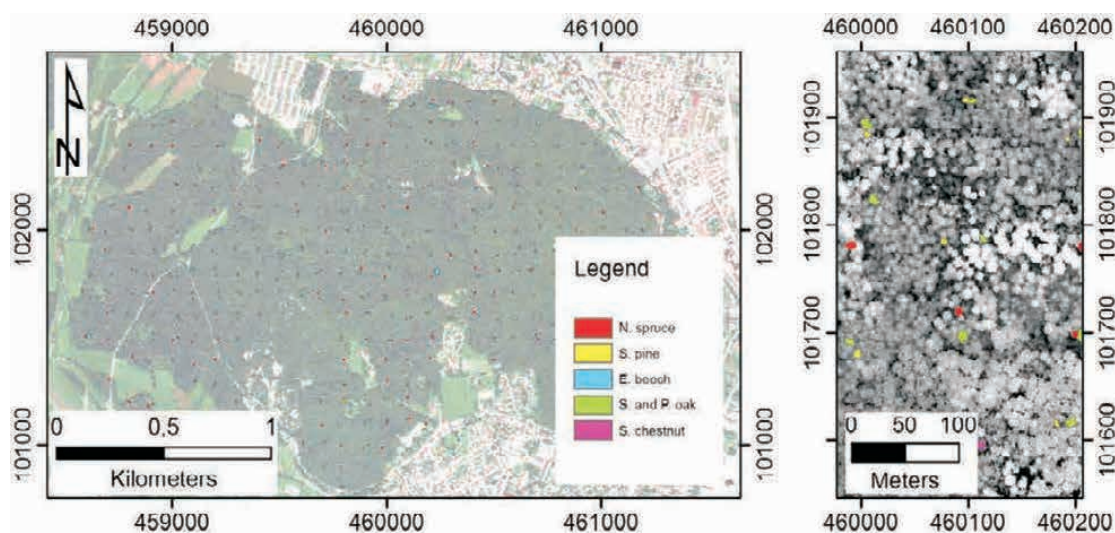 459000 460000 461000
460000 460100 460200
N
102000
101000
102000
101000
Legend
N. spruce
S. pine
E. beech
S. and P. oak
S. chestnut
0 0,5 1
Kilometers
459000 460000 461000
101900
101800
101700
101600
101900
101800
101700
101600
0 50 100
Meters
460000 460100 460200